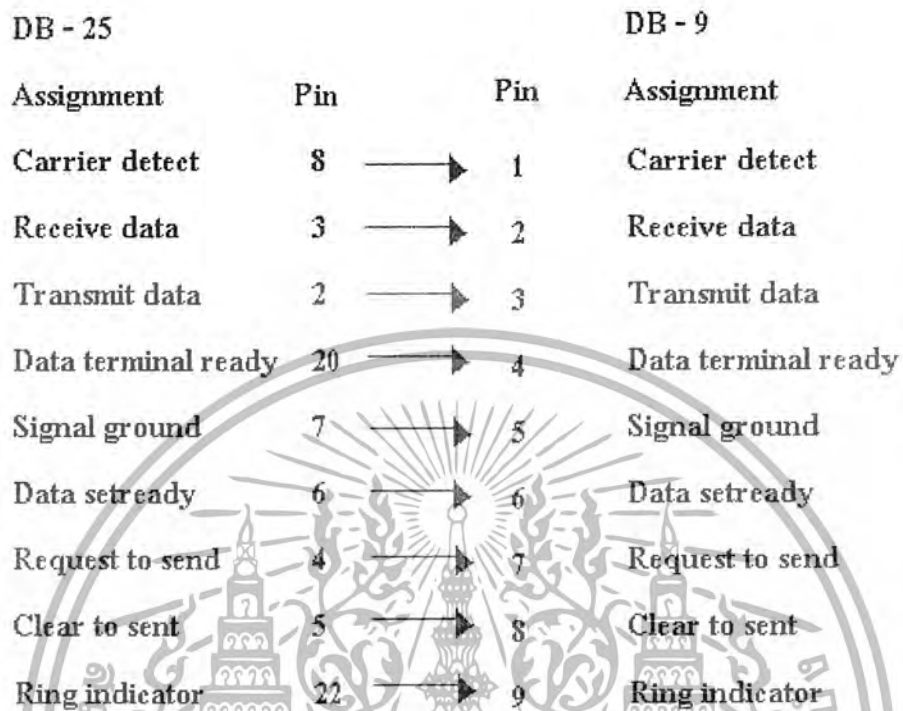 DB - 25 DB - 9
Assignment Pin Pin Assignment
Carrier detect 8 1 Carrier detect
Receive data 3 2 Receive data
Transmit data 2 3 Transmit data
Data terminal ready 20 4 Data terminal ready
Signal ground 7 5 Signal ground
Data setready 6 6 Data setready
Request to send 4 7 Request to send
Clear to sent 5 8 Clear to sent
Ring indicator 22 9 Ring indicator